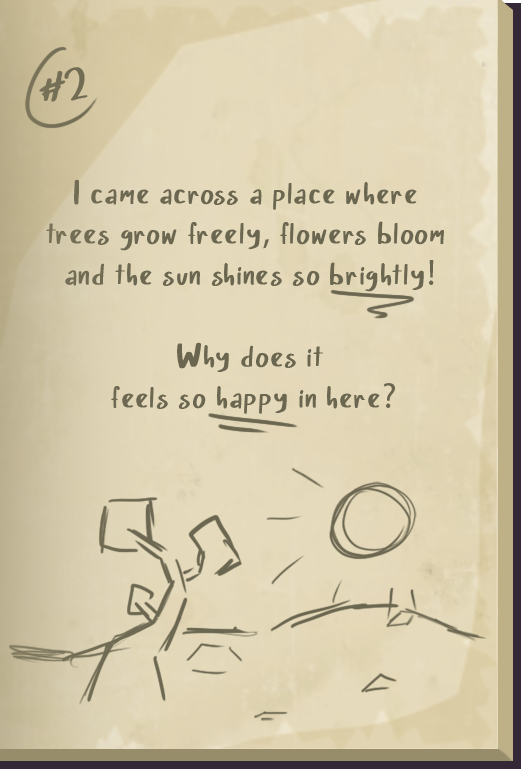 #2
I came across a place where
trees grow freely, flowers bloom
and the sun shines so brightly!
Why does it
feels so happy in here?